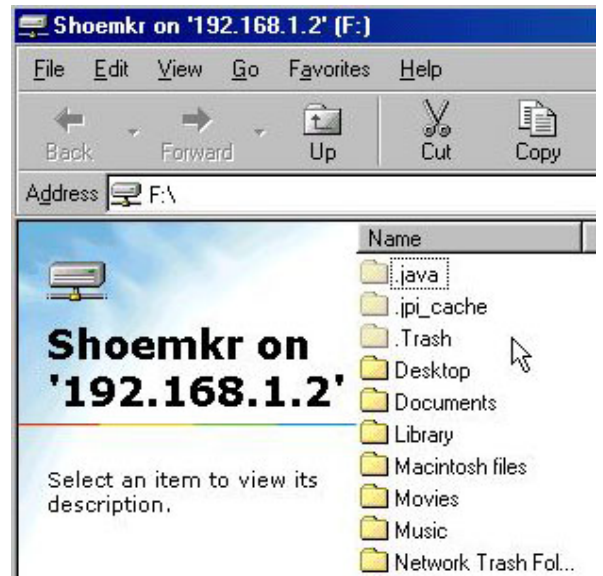 Shoemkr on '192.168.1.2' (F:)
File Edit View Go Favorites Help
Back Forward Up Cut Copy
Address F:\
Name
.java
.jpi_cache
.Trash
Desktop
Documents
Library
Macintosh files
Movies
Music
Network Trash Fol...
Shoemkr on
'192.168.1.2'
Select an item to view its
description.